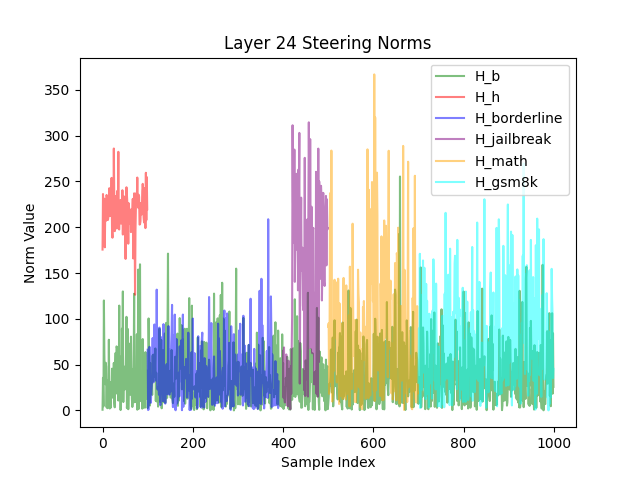 Layer 24 Steering Norms
Norm Value
350
300
250
200
150
100
50
0
H_b
H_h
H_borderline
H_jailbreak
H_math
H_gsm8k
0
200
400
600
800
1000
Sample Index